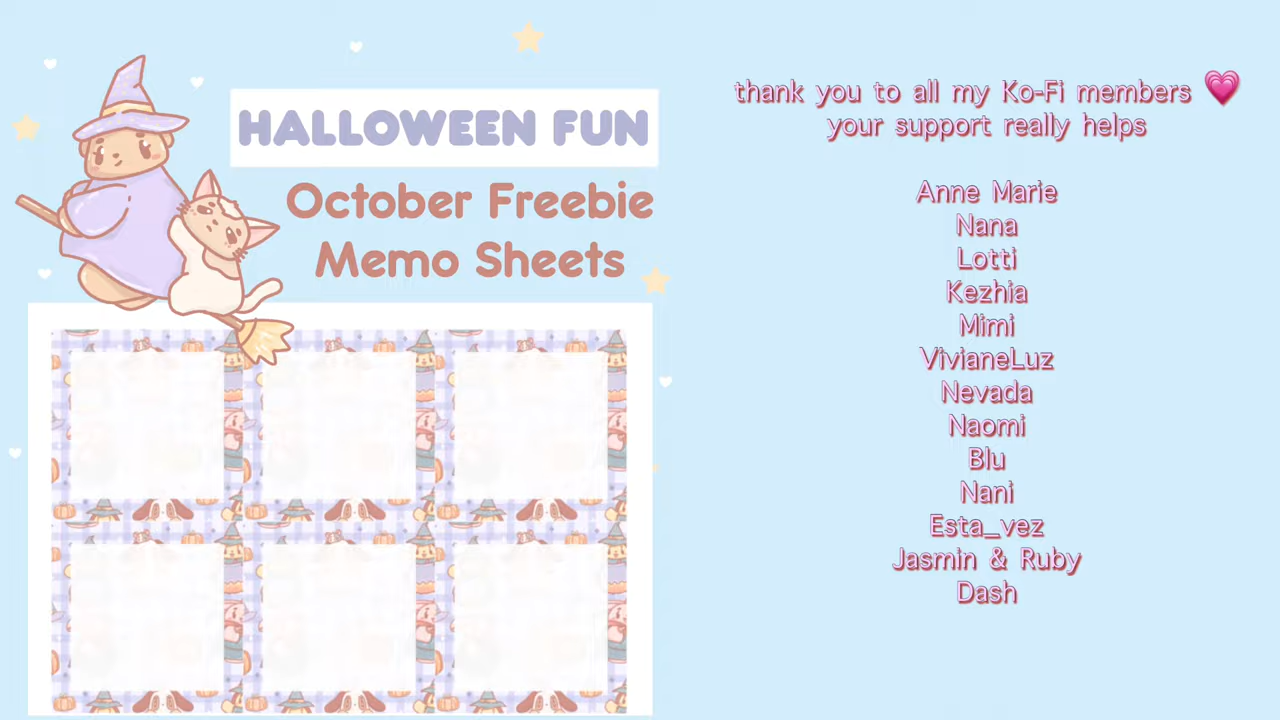 HALLOWEEN FUN
October Freebie
Memo Sheets
thank you to all my Ko-Fi members 💗
your support really helps
Anne Marie
Nana
Lotti
Kezhia
Mimi
VivianeLuz
Nevada
Naomi
Blu
Nani
Esta_vez
Jasmin & Ruby
Dash